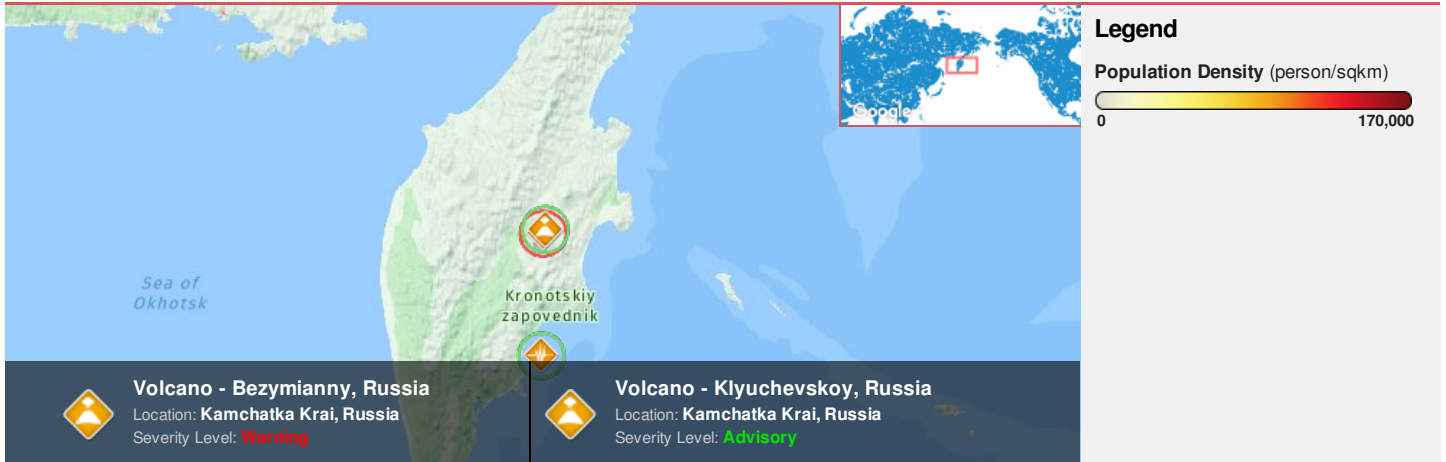 Google
Sea of
Okhotsk
Kronotskiy
zapovednik
Volcano - Bezymianny, Russia
Location: Kamchatka Krai, Russia
Severity Level: Warning
Volcano - Klyuchevskoy, Russia
Location: Kamchatka Krai, Russia
Severity Level: Advisory
Legend
Population Density (person/sqkm)
0 170,000